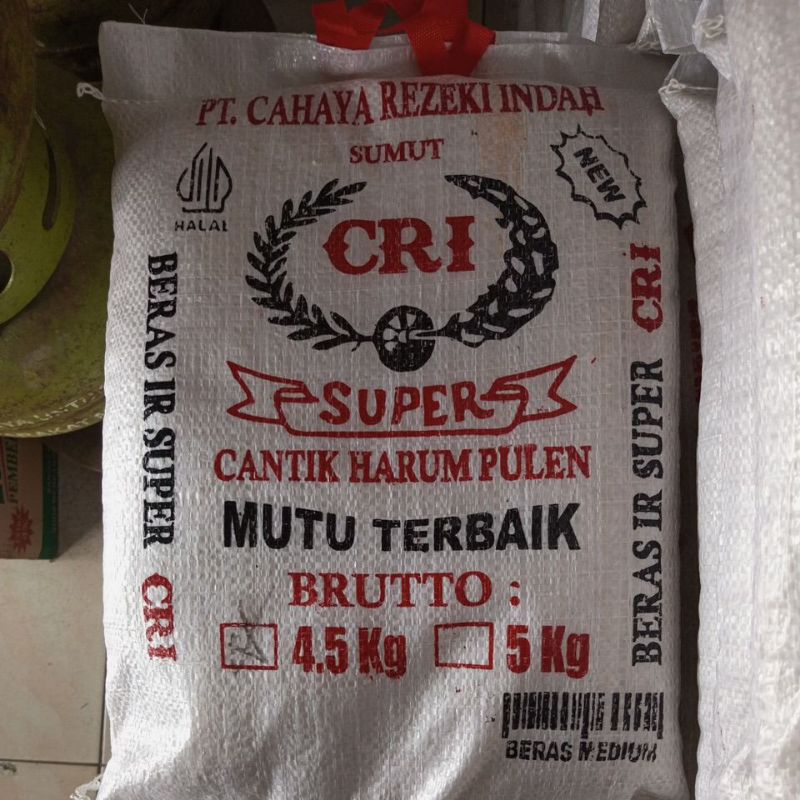 PT. CAHAYA REZEKI INDAH
SUMUT
HALAL
NEW
CRI
SUPER
CANTIK HARUM PULEN
MUTU TERBAIK
BRUTTO :
4.5 Kg 5 Kg
BERAS MEDIUM
BERAS IR SUPER CRI
BERAS IR SUPER CRI